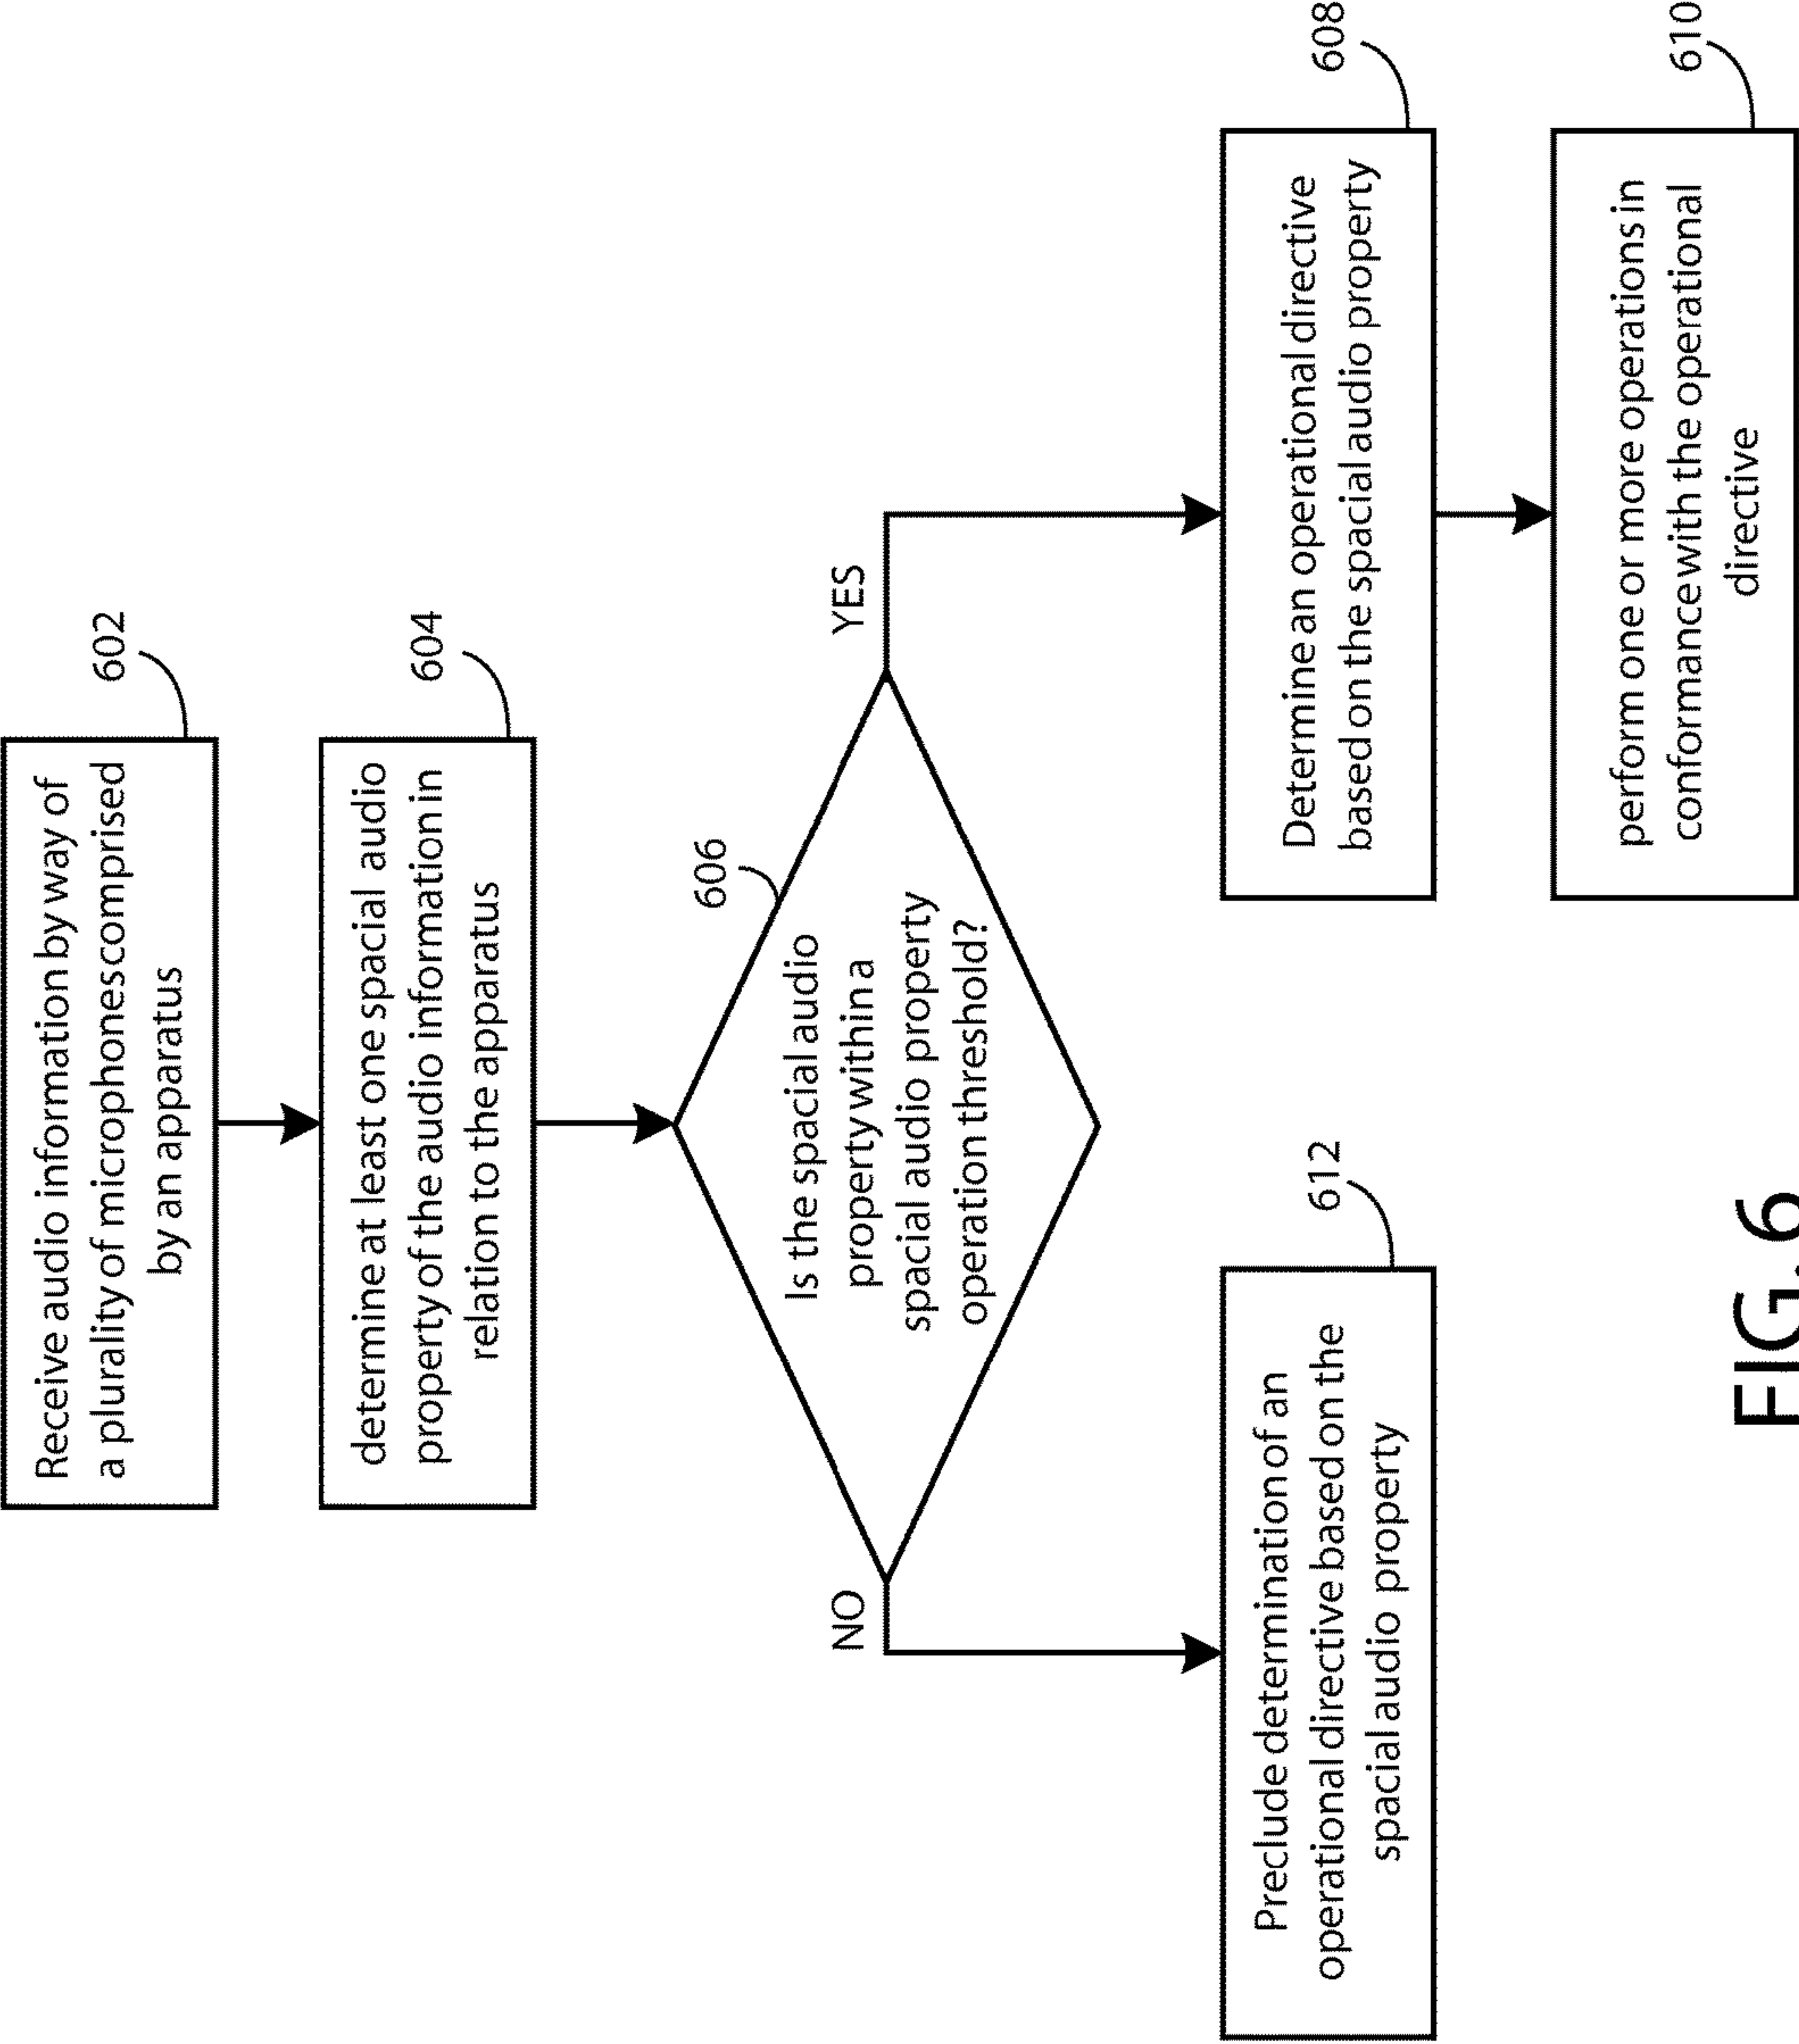 Receive audio information by way of
a plurality of microphonescomprised
by an apparatus
602
determine at least one spacial audio
property of the audio information in
relation to the apparatus
604
606
Is the spacial audio
property within a
spacial audio property
operation threshold?
NO
YES
Preclude determination of an
operational directive based on the
spacial audio property
612
Determine an operational directive
based on the spacial audio property
608
perform one or more operations in
conformancewith the operational
directive
610
FIG. 6